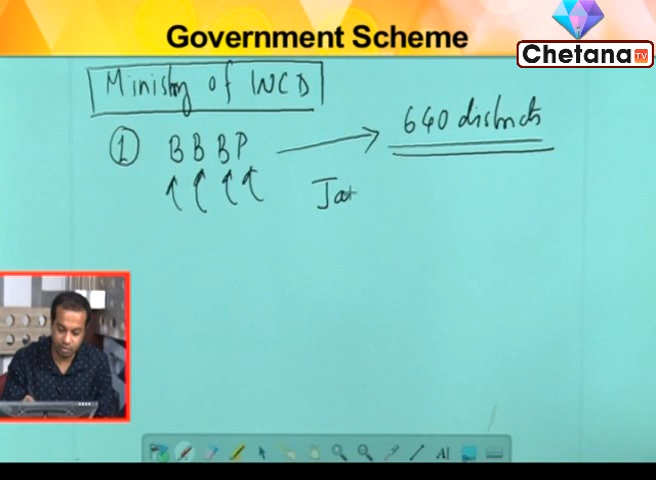 Government Scheme
Chetana TV
Ministry of WCD
1 BBBP
640 districts
Jat